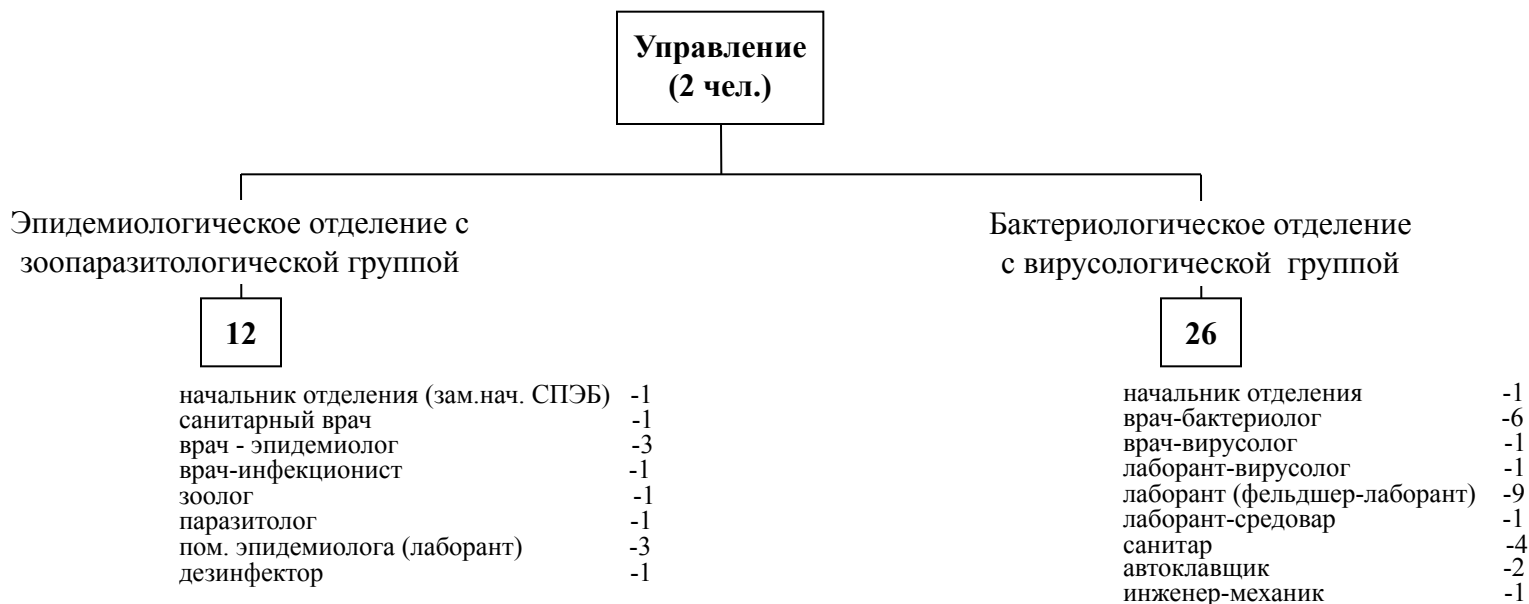 Управление
(2 чел.)
Эпидемиологическое отделение с
зоопаразитологической группой
12
начальник отделения (зам.нач. СПЭБ) -1
санитарный врач -1
врач - эпидемиолог -3
врач-инфекционист -1
зоолог -1
паразитолог -1
пом. эпидемиолога (лаборант) -3
дезинфектор -1
Бактериологическое отделение
с вирусологической группой
26
начальник отделения -1
врач-бактериолог -6
врач-вирусолог -1
лаборант-вирусолог -1
лаборант (фельдшер-лаборант) -9
лаборант-средовар -1
санитар -4
автоклавщик -2
инженер-механик -1